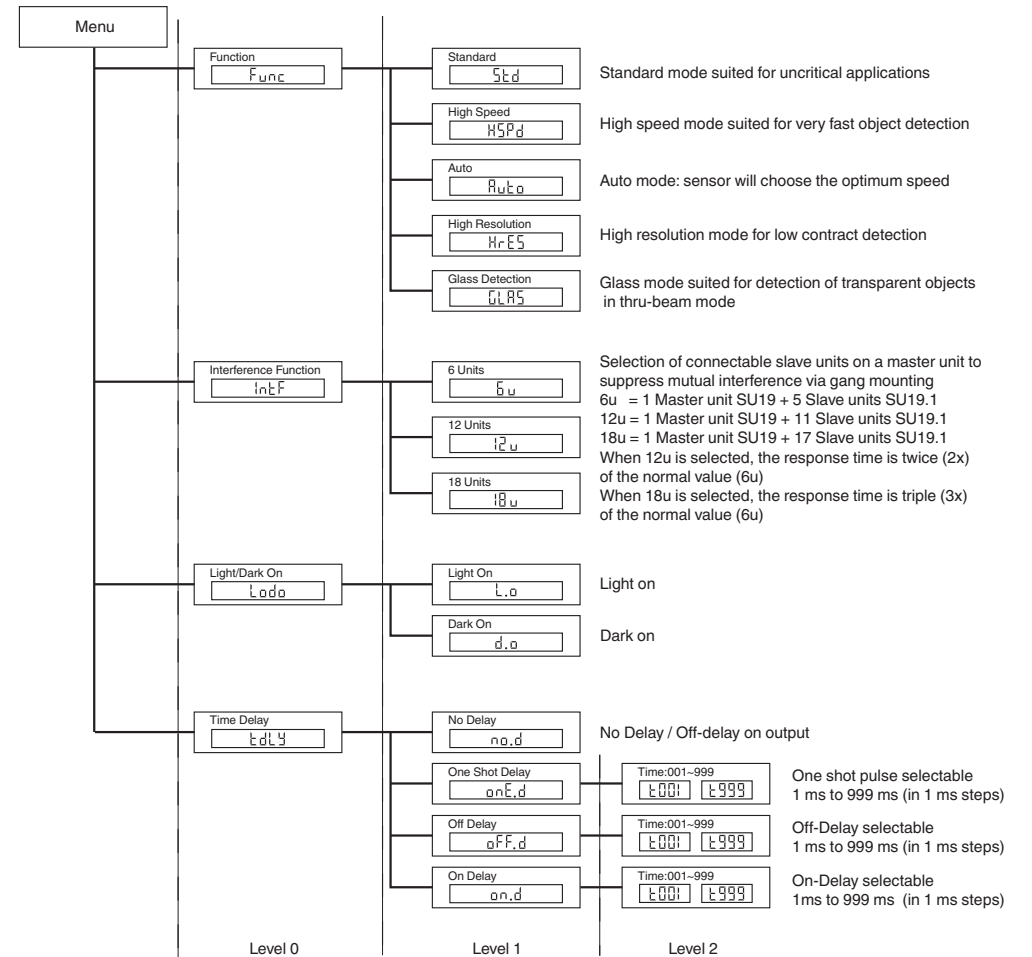 Menu
Function
Func
Standard
Std
Standard mode suited for uncritical applications
High Speed
HSPd
High speed mode suited for very fast object detection
Auto
Auto
Auto mode: sensor will choose the optimum speed
High Resolution
HrES
High resolution mode for low contract detection
Glass Detection
GLAS
Glass mode suited for detection of transparent objects
in thru-beam mode
Interference Function
IntF
6 Units
6u
Selection of connectable slave units on a master unit to
suppress mutual interference via gang mounting
6u = 1 Master unit SU19 + 5 Slave units SU19.1
12 Units
12u
12u = 1 Master unit SU19 + 11 Slave units SU19.1
18u = 1 Master unit SU19 + 17 Slave units SU19.1
When 12u is selected, the response time is twice (2x)
of the normal value (6u)
18 Units
18u
When 18u is selected, the response time is triple (3x)
of the normal value (6u)
Light/Dark On
Lodo
Light On
L.o
Light on
Dark On
d.o
Dark on
Time Delay
tdLY
No Delay
no.d
No Delay / Off-delay on output
One Shot Delay
onE.d
Time:001~999
t001 t999
One shot pulse selectable
1 ms to 999 ms (in 1 ms steps)
Off Delay
oFF.d
Time:001~999
t001 t999
Off-Delay selectable
1 ms to 999 ms (in 1 ms steps)
On Delay
on.d
Time:001~999
t001 t999
On-Delay selectable
1ms to 999 ms (in 1 ms steps)
Level 0 Level 1 Level 2